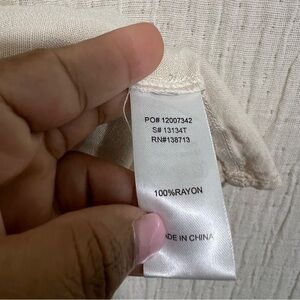 PO# 12007342
S# 13134T
RN#138713
100%RAYON
ADE IN CHINA